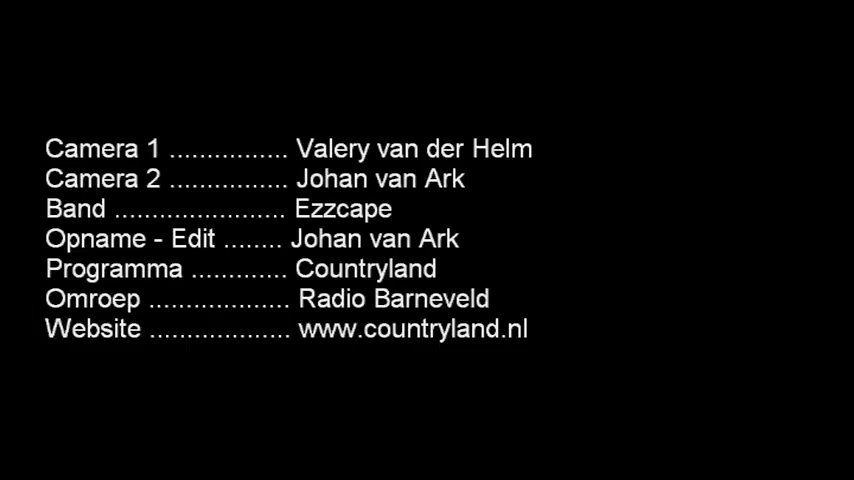 Camera 1 ................ Valery van der Helm
Camera 2 ................ Johan van Ark
Band ....................... Ezzcape
Opname - Edit ........ Johan van Ark
Programma ............. Countryland
Omroep ................... Radio Barneveld
Website ................... www.countryland.nl